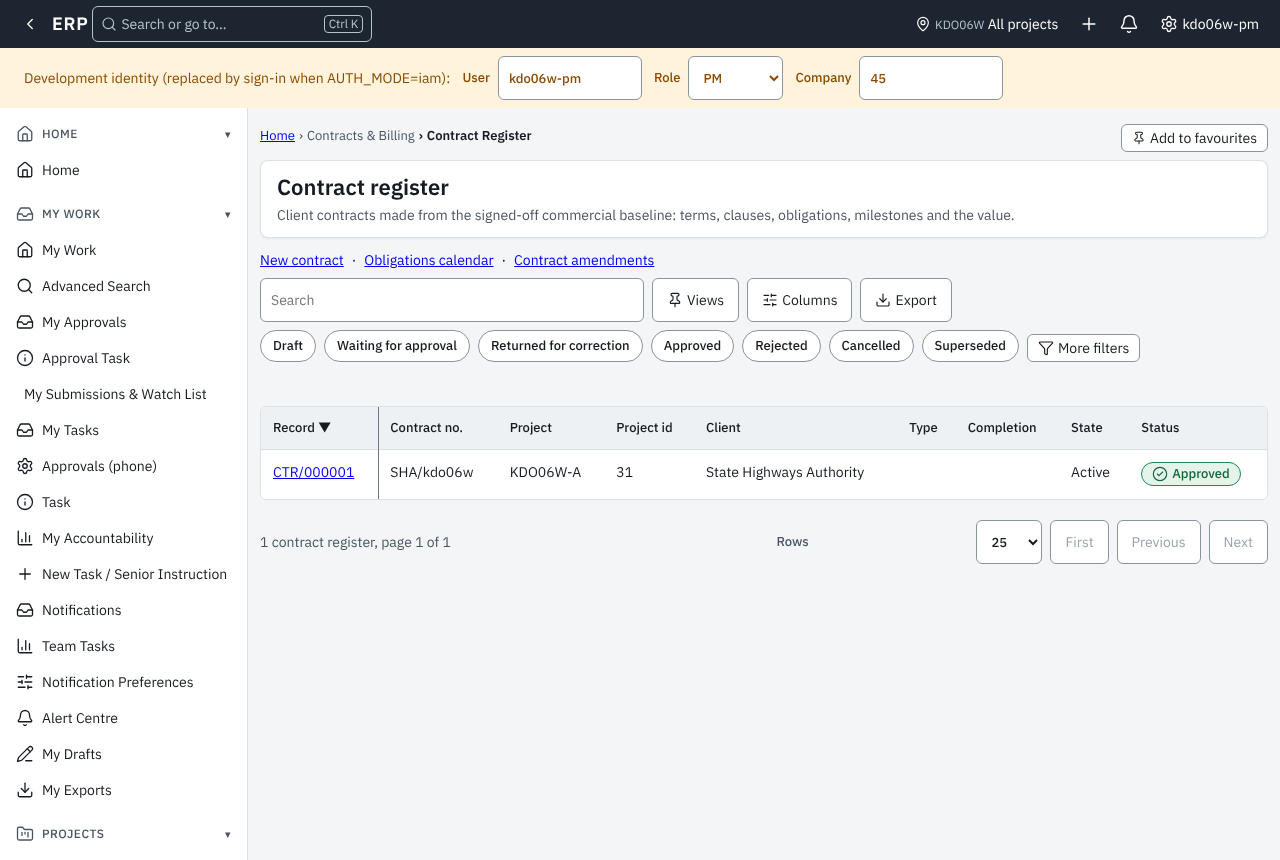 ERP Search or go to... Ctrl K KDO06W All projects kdo06w-pm
Development identity (replaced by sign-in when AUTH_MODE=iam): User kdo06w-pm Role PM Company 45
HOME
Home
MY WORK
My Work
Advanced Search
My Approvals
Approval Task
My Submissions & Watch List
My Tasks
Approvals (phone)
Task
My Accountability
New Task / Senior Instruction
Notifications
Team Tasks
Notification Preferences
Alert Centre
My Drafts
My Exports
PROJECTS
Home › Contracts & Billing › Contract Register
Add to favourites
Contract register
Client contracts made from the signed-off commercial baseline: terms, clauses, obligations, milestones and the value.
New contract · Obligations calendar · Contract amendments
Search Views Columns Export
Draft Waiting for approval Returned for correction Approved Rejected Cancelled Superseded More filters
Record ▼ Contract no. Project Project id Client Type Completion State Status
CTR/000001 SHA/kdo06w KDO06W-A 31 State Highways Authority Active Approved
1 contract register, page 1 of 1 Rows 25 First Previous Next